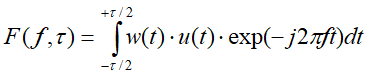 F(f,τ) = ∫_{-τ/2}^{+τ/2} w(t)·u(t)·exp(−j2πft)dt